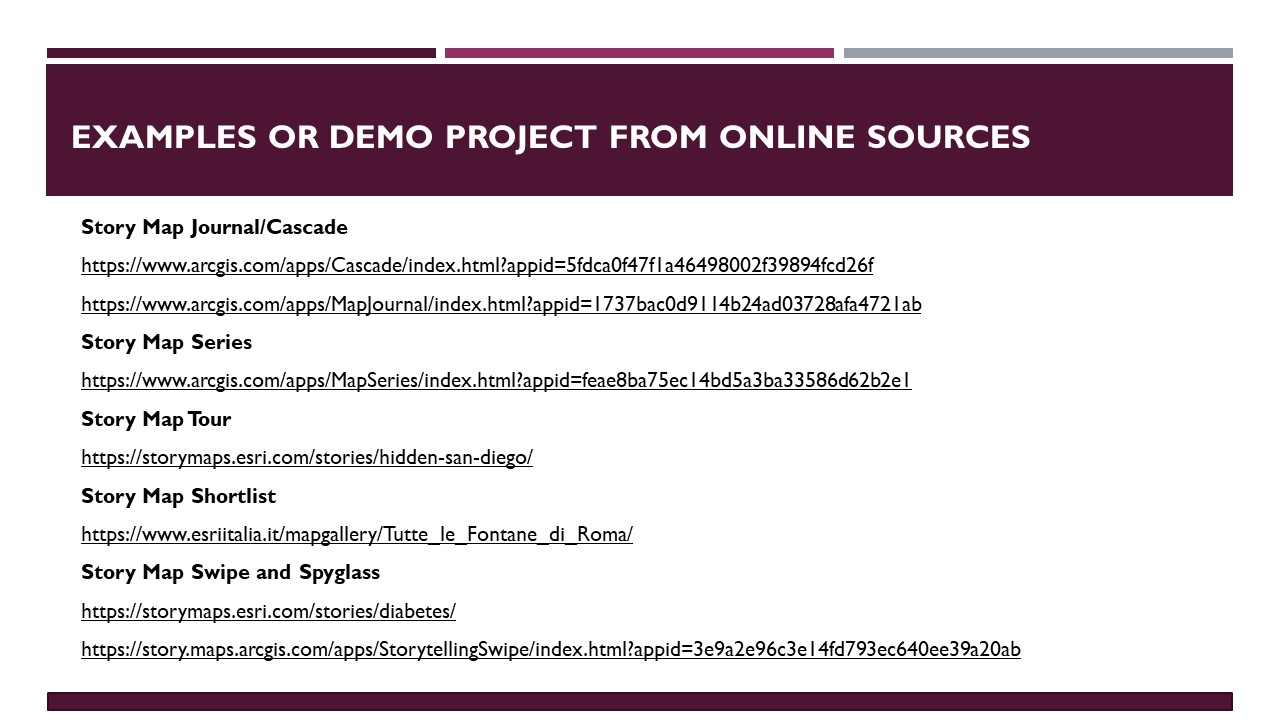 EXAMPLES OR DEMO PROJECT FROM ONLINE SOURCES
Story Map Journal/Cascade
https://www.arcgis.com/apps/Cascade/index.html?appid=5fdca0f47f1a46498002f39894fcd26f
https://www.arcgis.com/apps/MapJournal/index.html?appid=1737bac0d9114b24ad03728afa4721ab
Story Map Series
https://www.arcgis.com/apps/MapSeries/index.html?appid=feae8ba75ec14bd5a3ba33586d62b2e1
Story Map Tour
https://storymaps.esri.com/stories/hidden-san-diego/
Story Map Shortlist
https://www.esriitalia.it/mapgallery/Tutte_le_Fontane_di_Roma/
Story Map Swipe and Spyglass
https://storymaps.esri.com/stories/diabetes/
https://story.maps.arcgis.com/apps/StorytellingSwipe/index.html?appid=3e9a2e96c3e14fd793ec640ee39a20ab